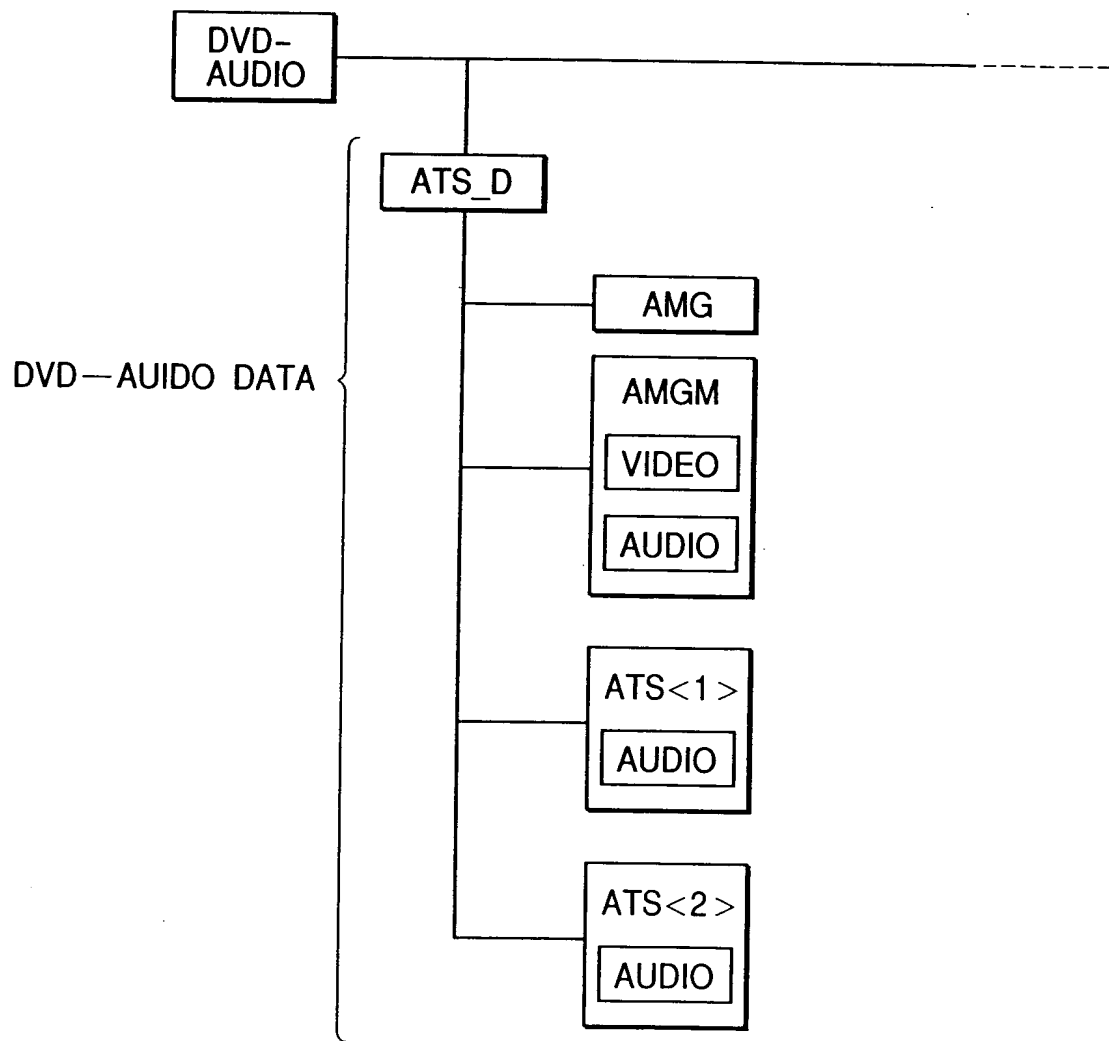 DVD-
AUDIO
ATS_D
AMG
DVD—AUIDO DATA
AMGM
VIDEO
AUDIO
ATS<1>
AUDIO
ATS<2>
AUDIO